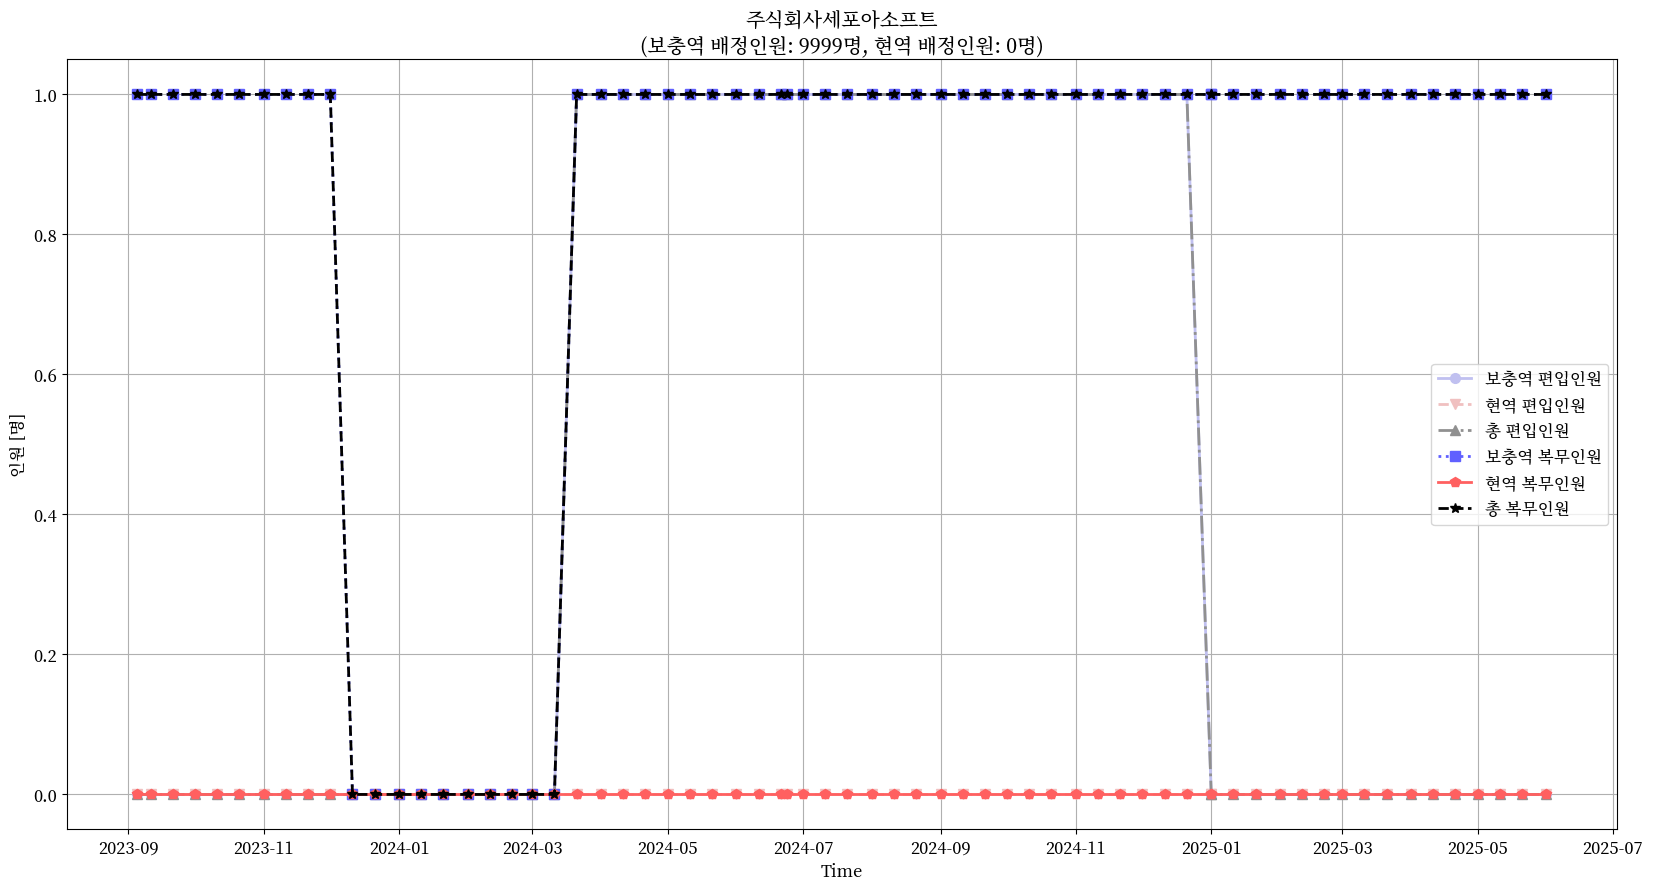 주식회사세포아소프트
(보충역 배정인원: 9999명, 현역 배정인원: 0명)
1.0
0.8
0.6
0.4
0.2
0.0
인원 [명]
보충역 편입인원
현역 편입인원
총 편입인원
보충역 복무인원
현역 복무인원
총 복무인원
2023-09
2023-11
2024-01
2024-03
2024-05
2024-07
2024-09
2024-11
2025-01
2025-03
2025-05
2025-07
Time